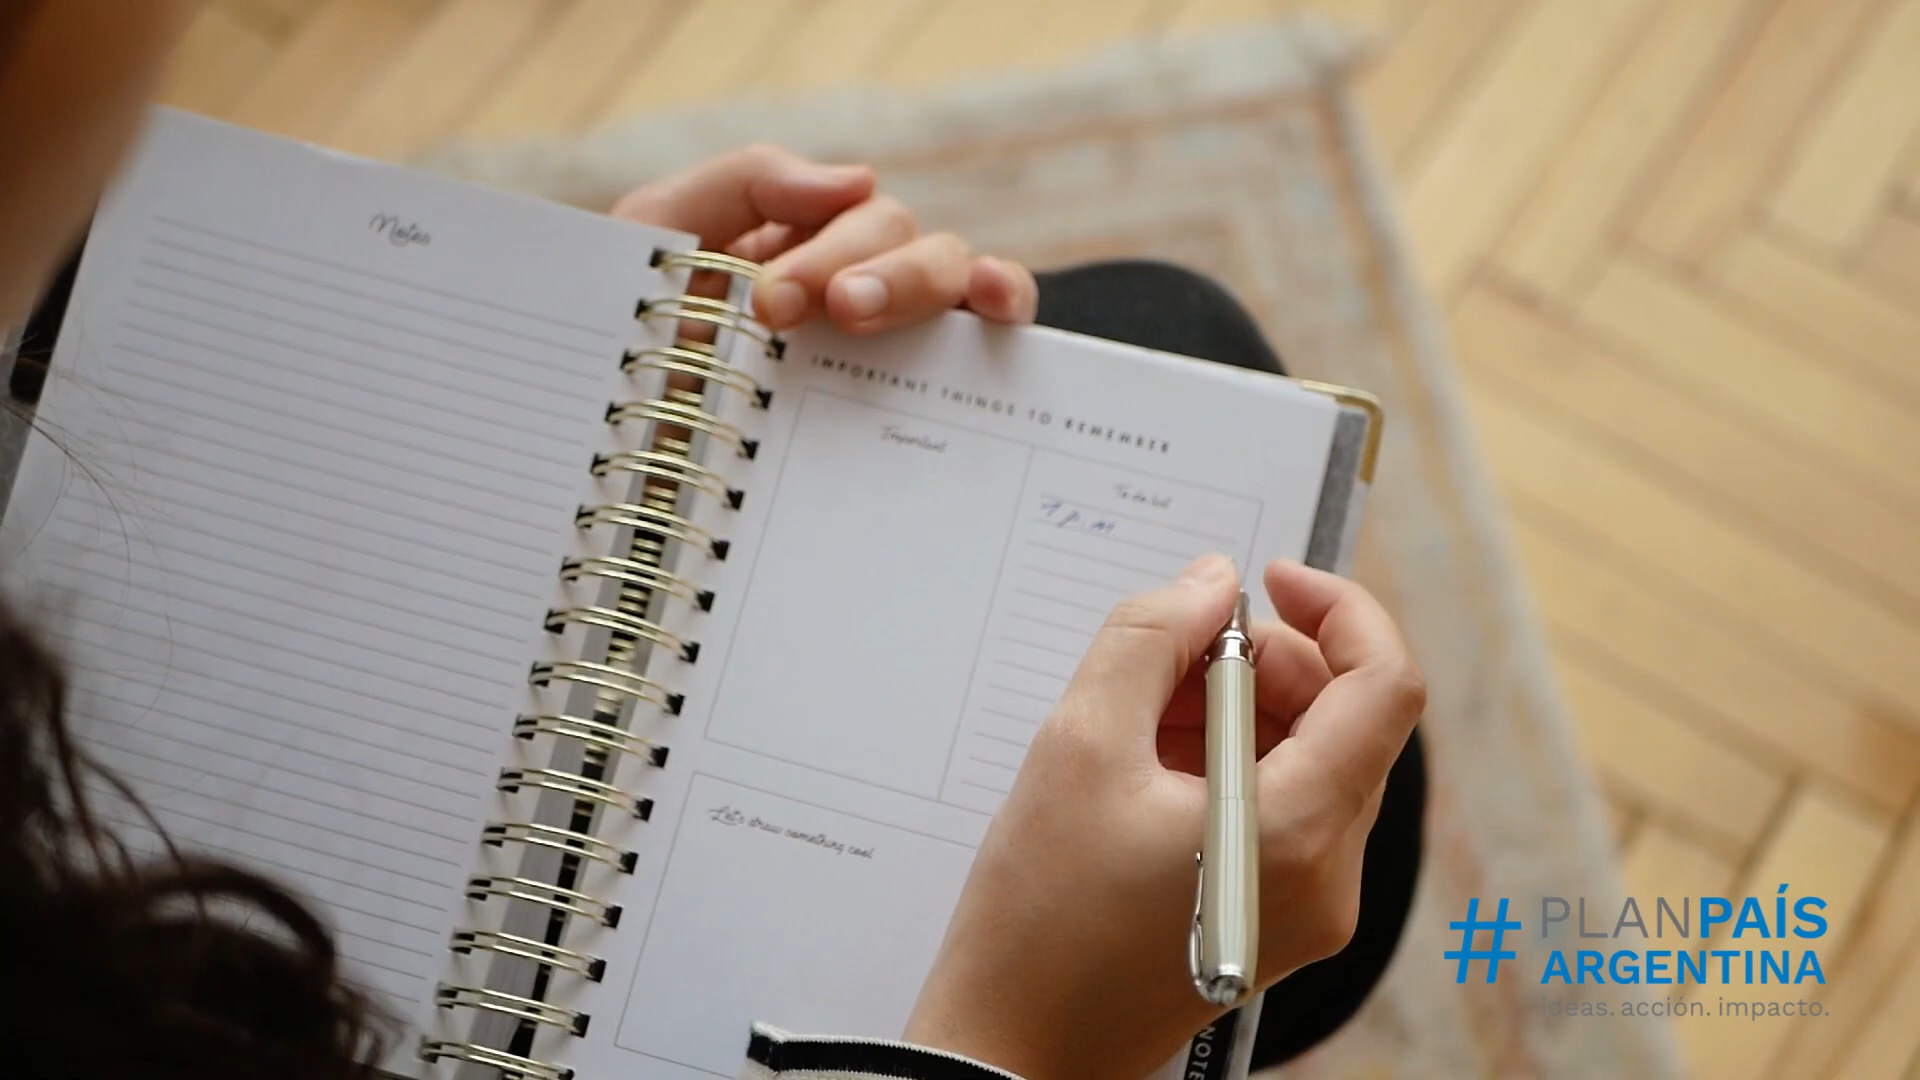 Notes
IMPORTANT THINGS TO REMEMBER
Important
To do list
7 p.m
Let's draw something cool
NOTE
#PLANPAÍS
ARGENTINA
ideas. acción. impacto.